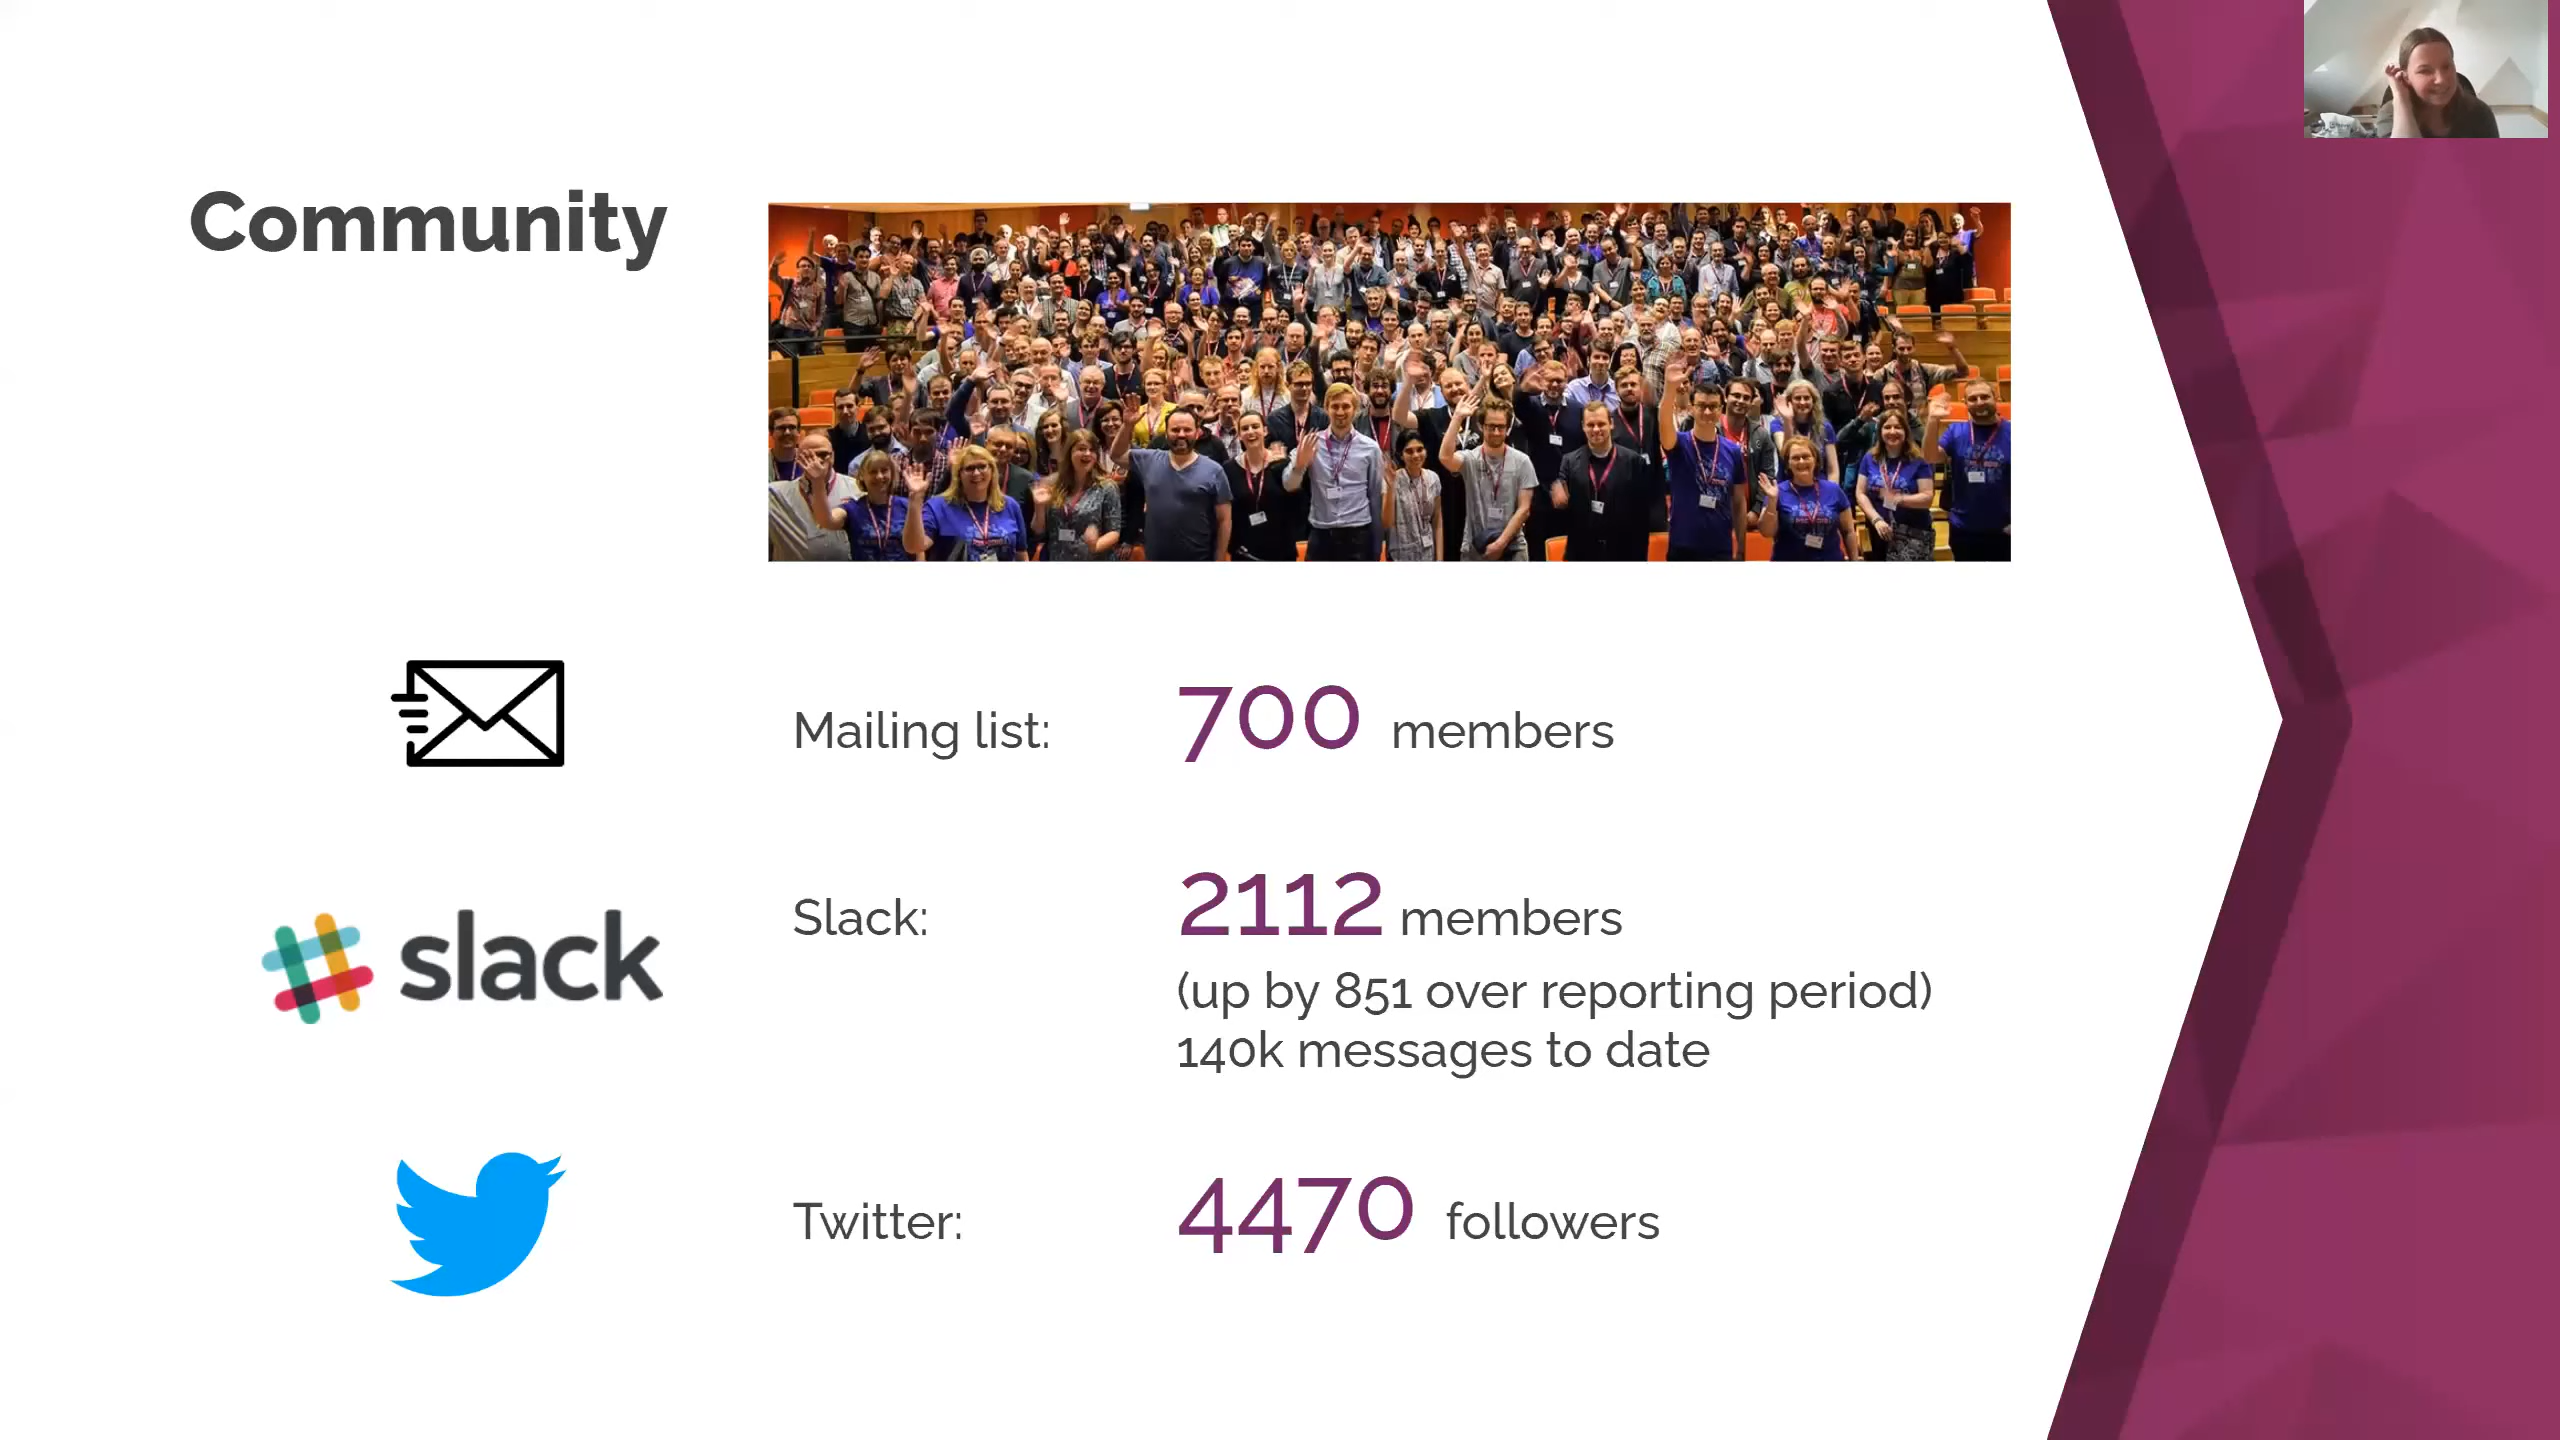 Community
Mailing list: 700 members
slack
Slack: 2112 members
(up by 851 over reporting period)
140k messages to date
Twitter: 4470 followers